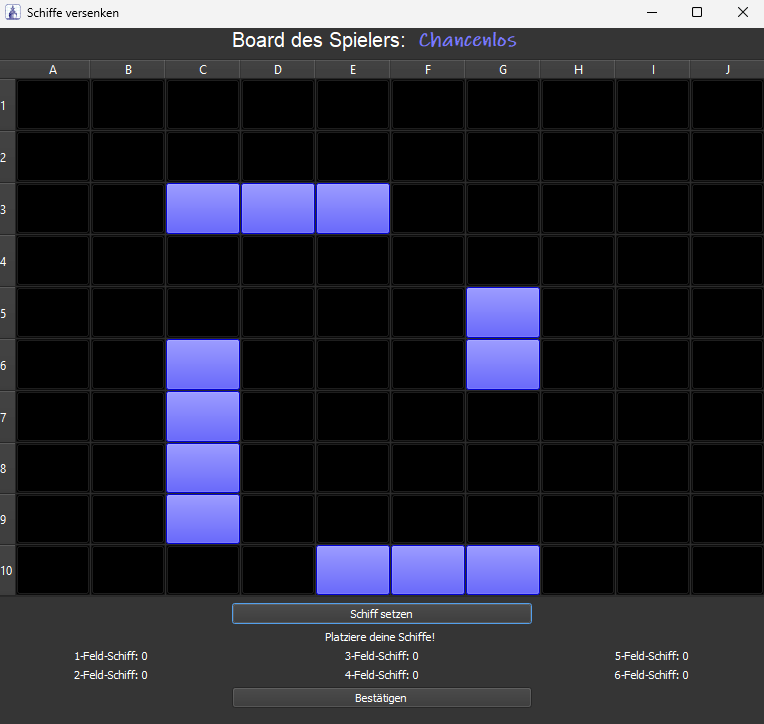 Schiffe versenken
Board des Spielers: Chancenlos
A B C D E F G H I J
1
2
3
4
5
6
7
8
9
10
Schiff setzen
Platziere deine Schiffe!
1-Feld-Schiff: 0 3-Feld-Schiff: 0 5-Feld-Schiff: 0
2-Feld-Schiff: 0 4-Feld-Schiff: 0 6-Feld-Schiff: 0
Bestätigen